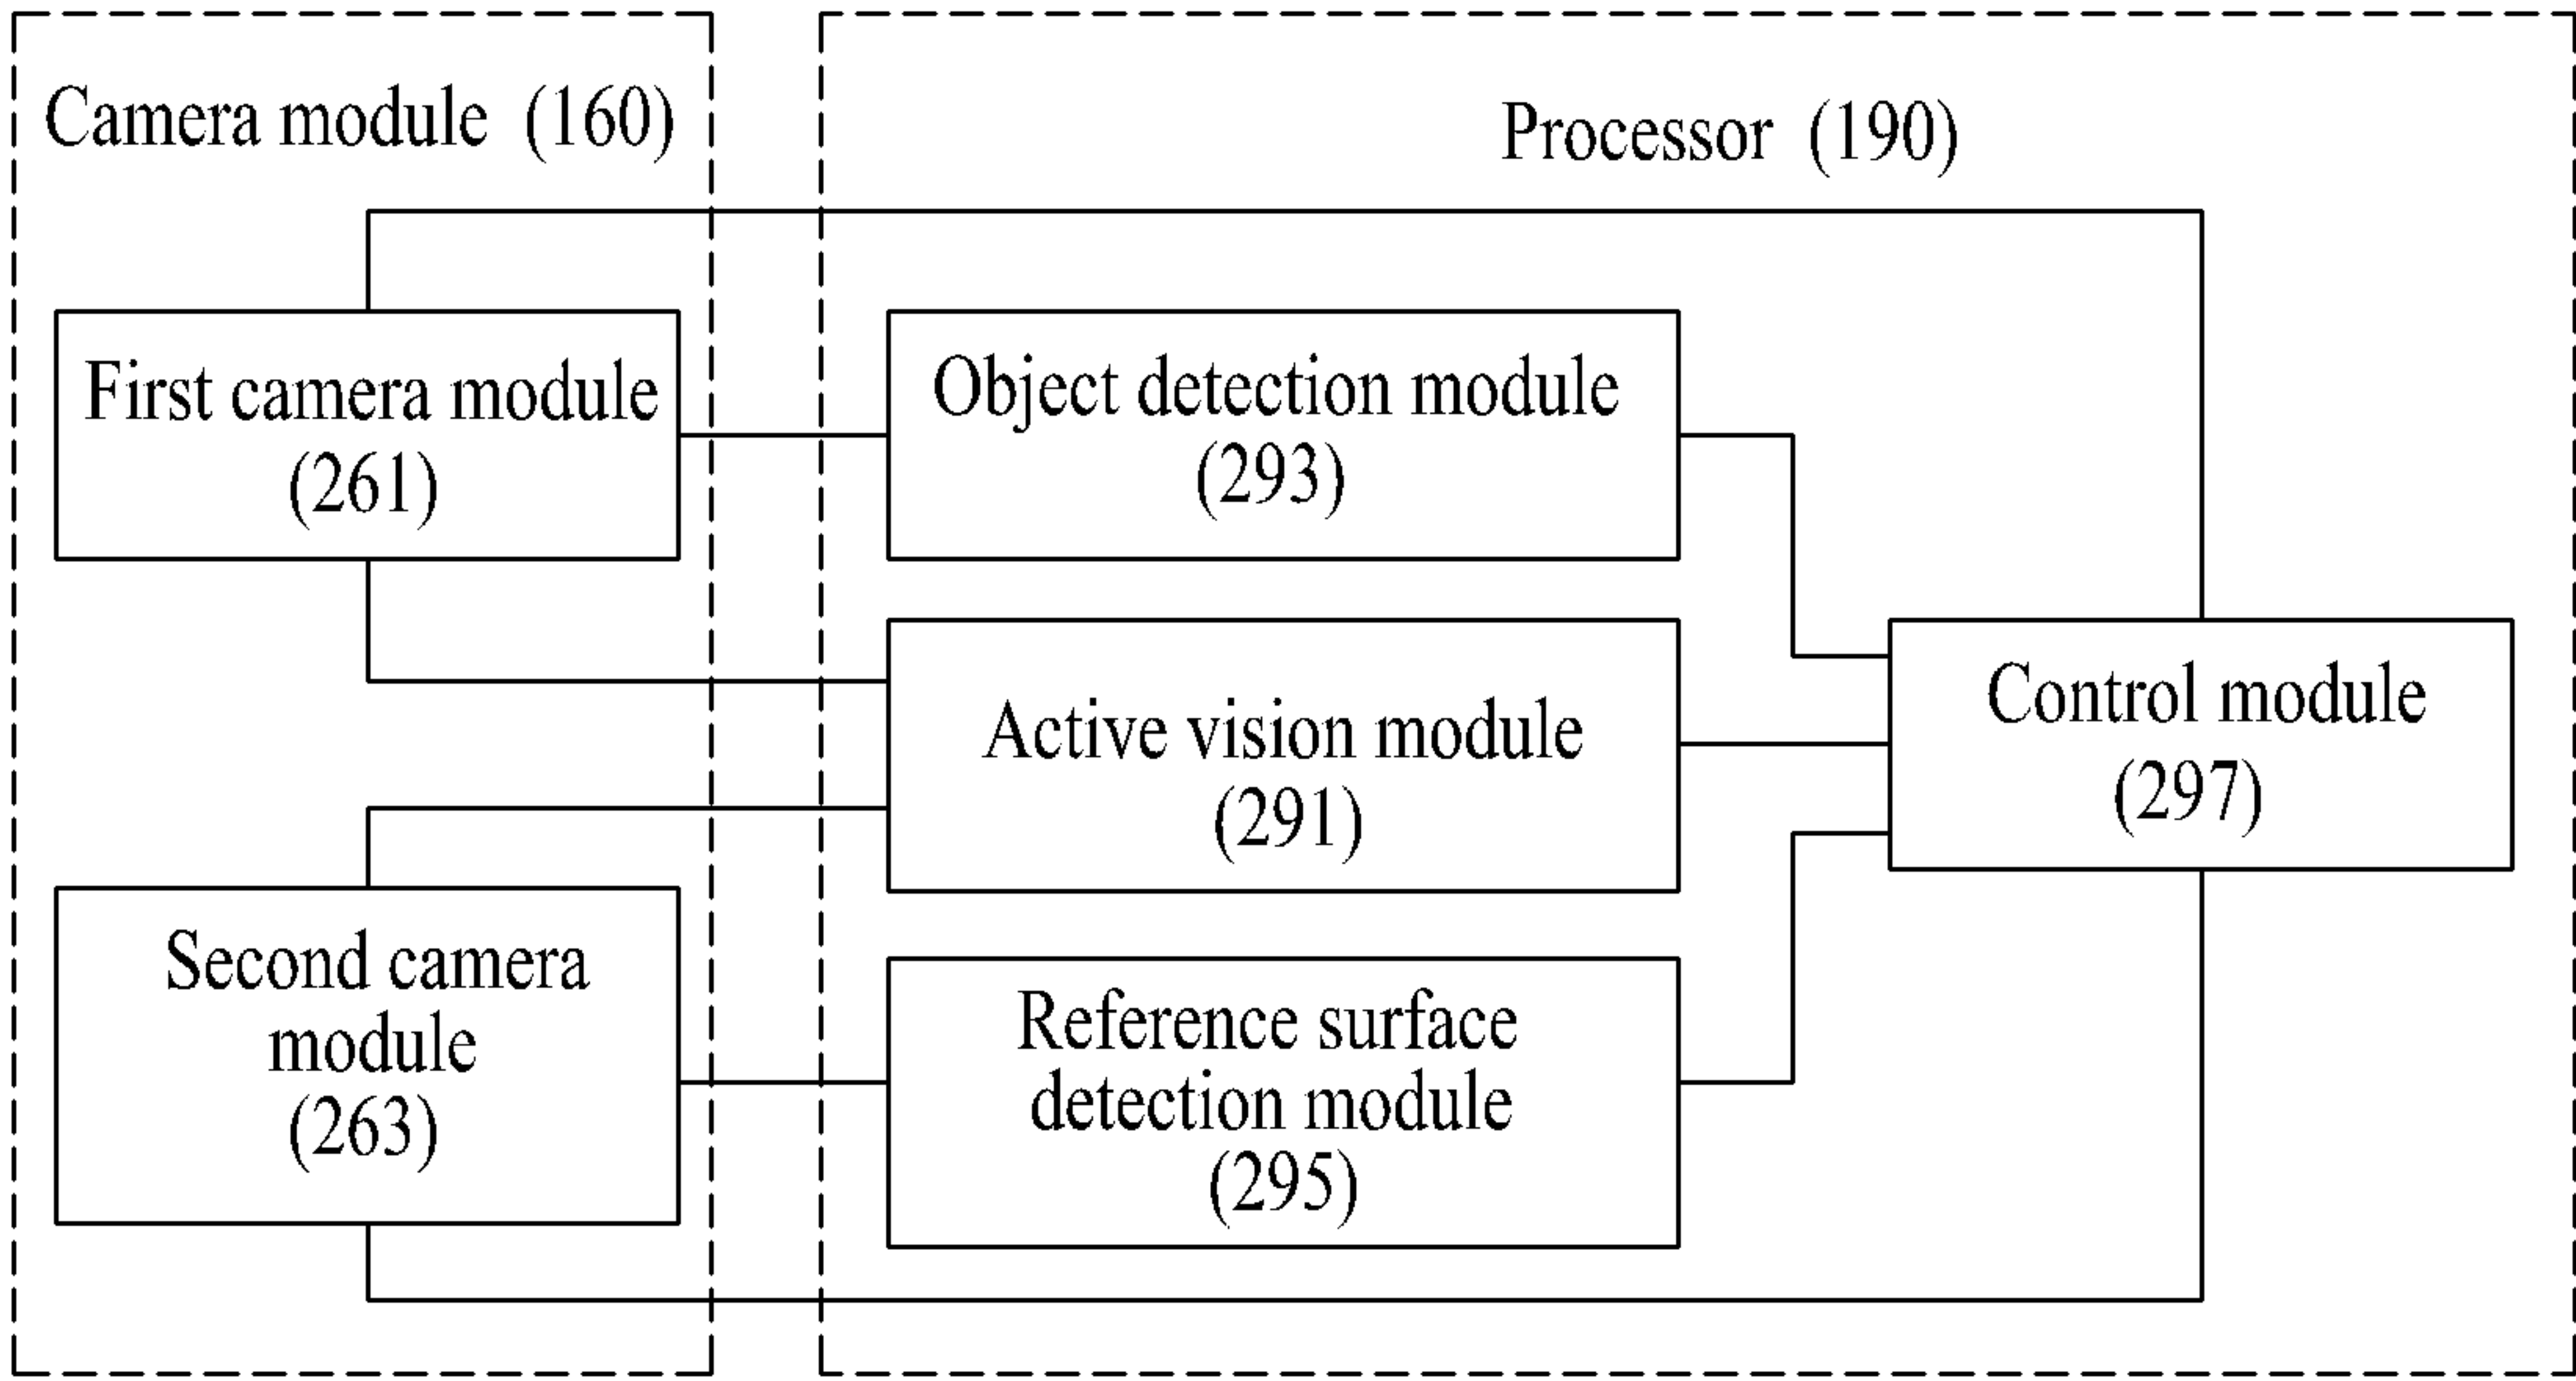 Camera module (160)
Processor (190)
First camera module
(261)
Object detection module
(293)
Active vision module
(291)
Control module
(297)
Second camera
module
(263)
Reference surface
detection module
(295)